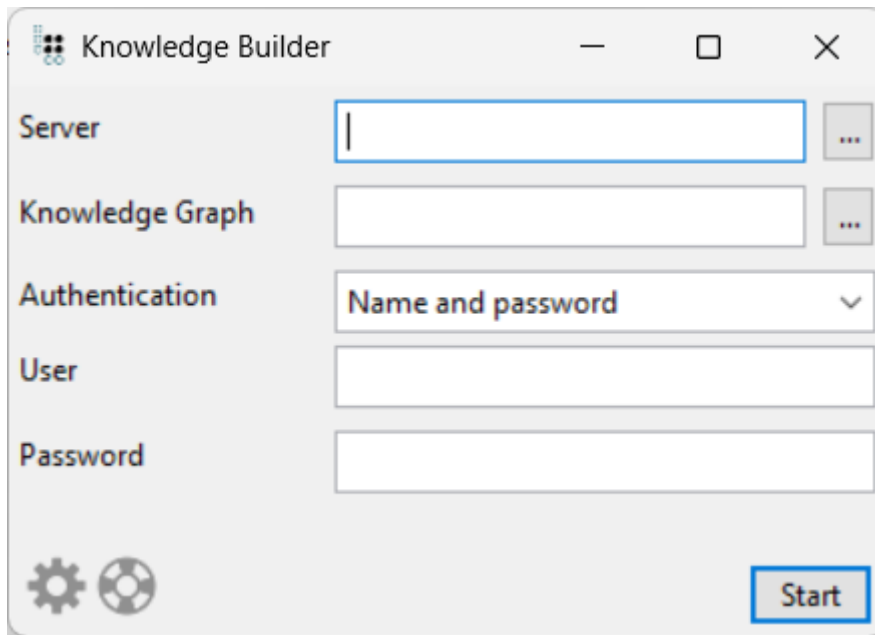 Knowledge Builder
Server
...
Knowledge Graph
...
Authentication Name and password
User
Password
Start